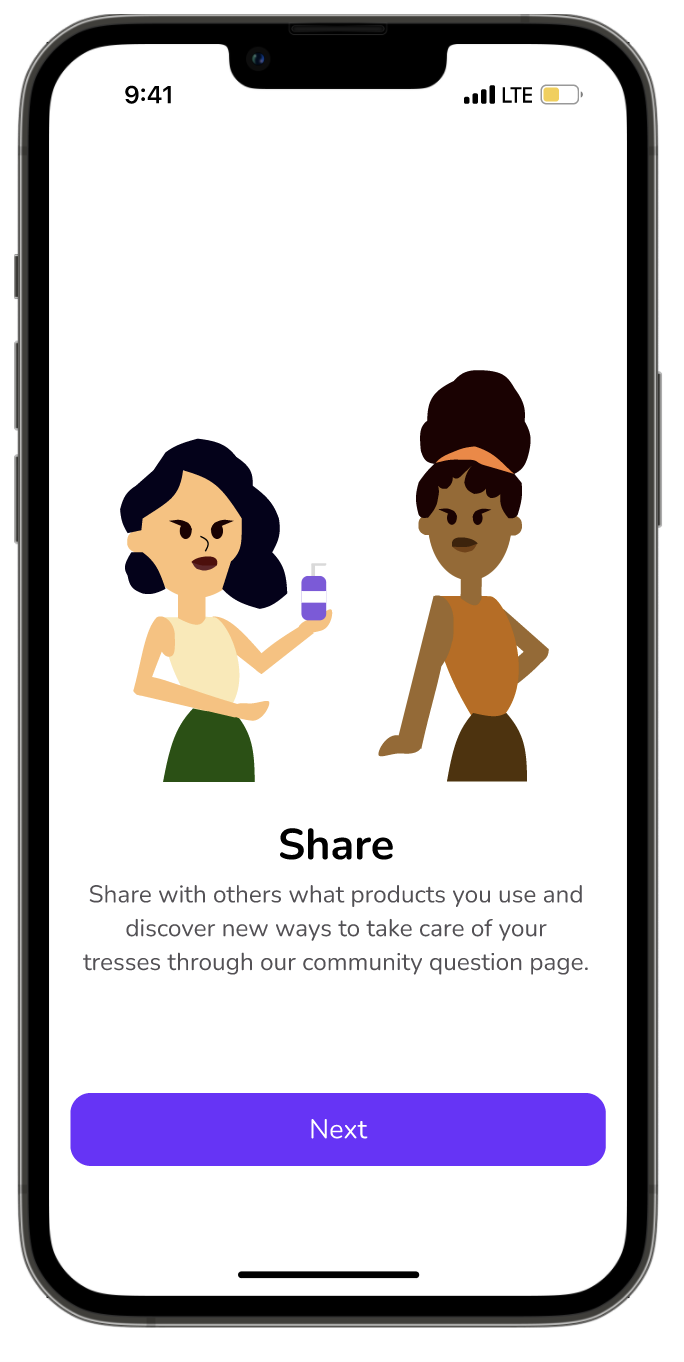 9:41 LTE
Share
Share with others what products you use and
discover new ways to take care of your
tresses through our community question page.
Next